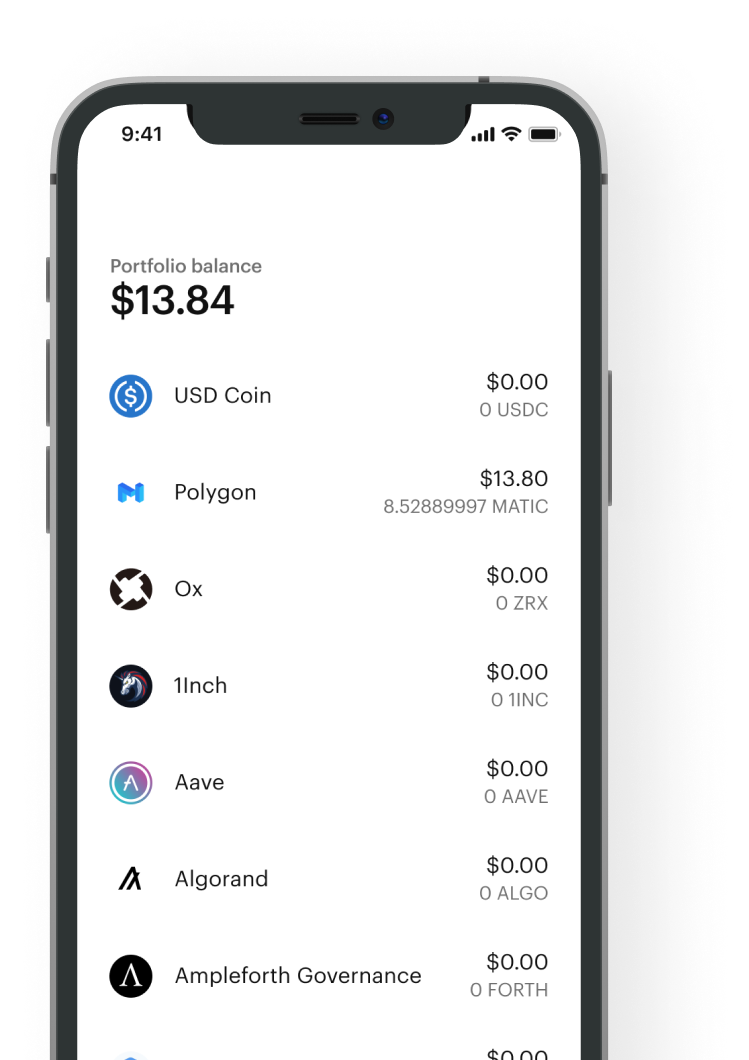 9:41
Portfolio balance
$13.84
USD Coin
$0.00
0 USDC
Polygon
$13.80
8.52889997 MATIC
Ox
$0.00
0 ZRX
1Inch
$0.00
0 1INC
Aave
$0.00
0 AAVE
Algorand
$0.00
0 ALGO
Ampleforth Governance
$0.00
0 FORTH
$0.00